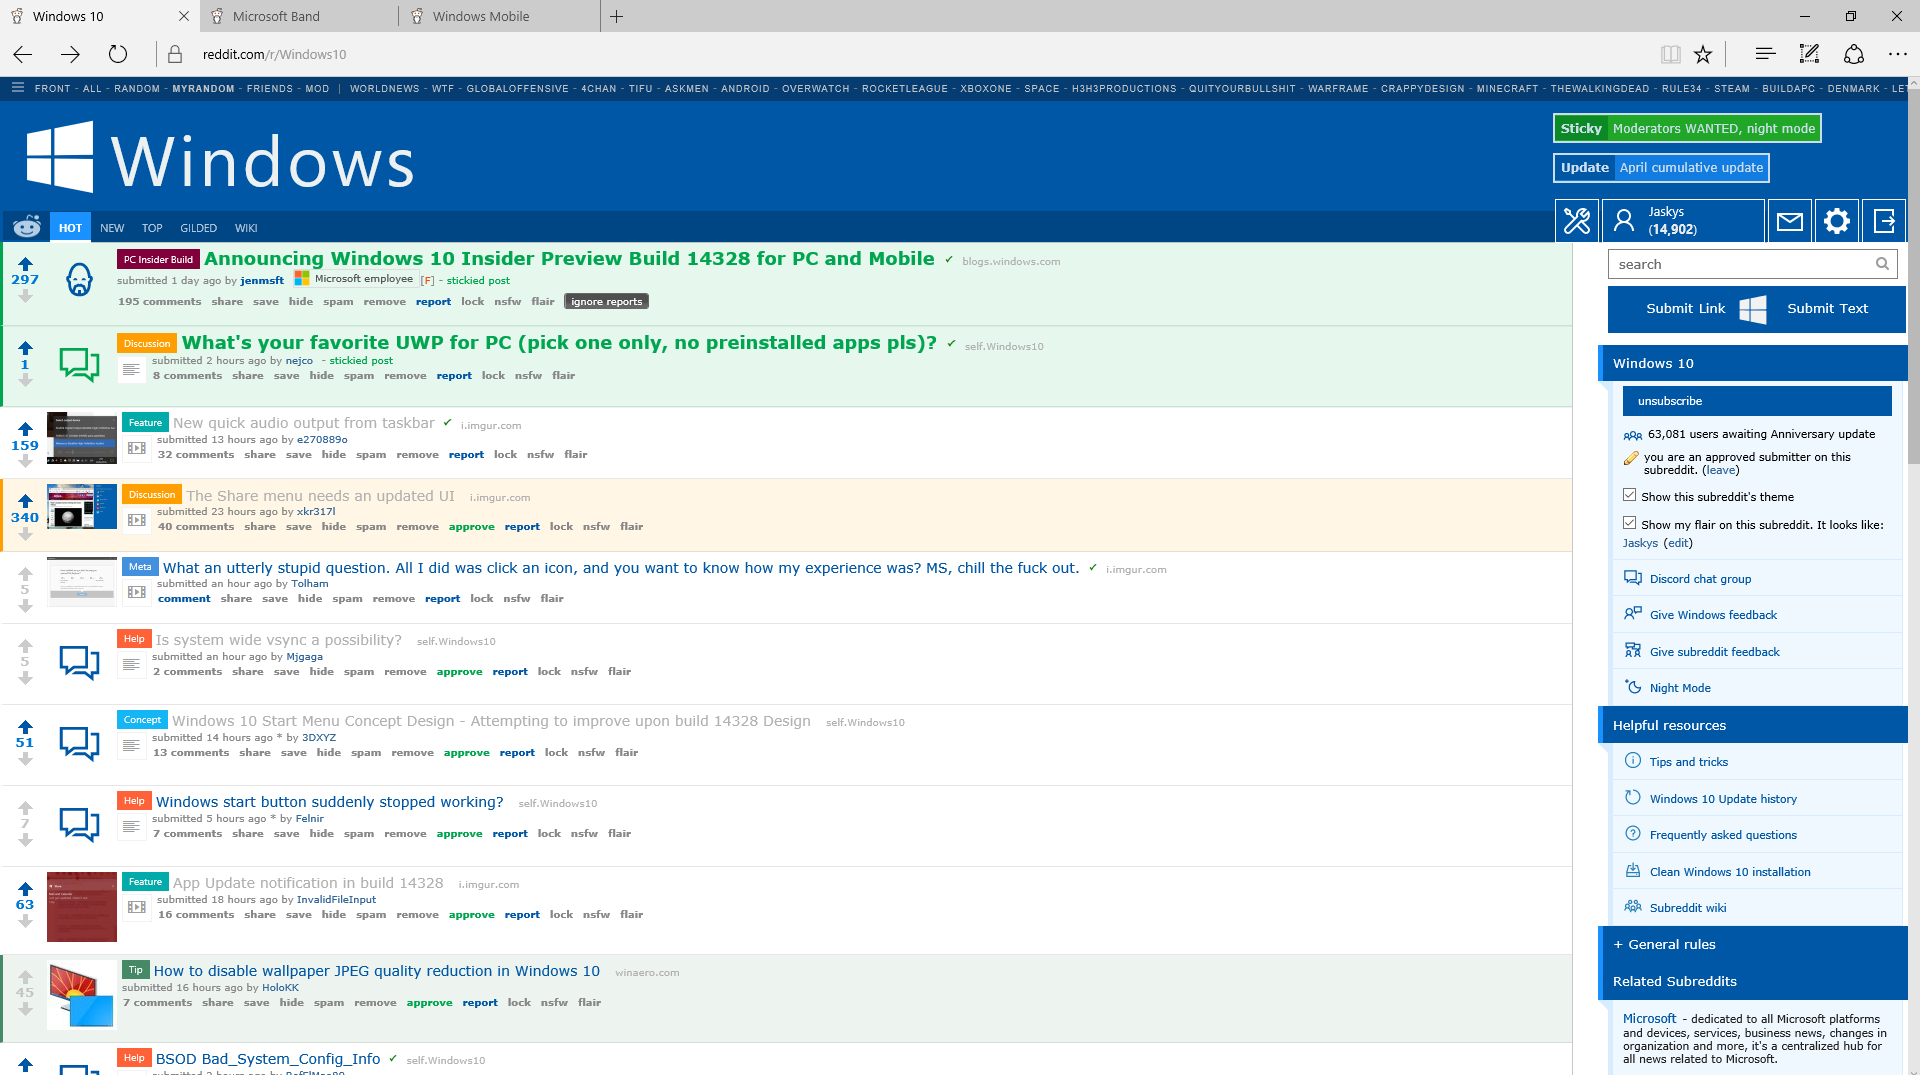 Windows 10
Microsoft Band
Windows Mobile
reddit.com/r/Windows10
FRONT - ALL - RANDOM - MYRANDOM - FRIENDS - MOD | WORLDNEWS - WTF - GLOBALOFFENSIVE - 4CHAN - TIFU - ASKMEN - ANDROID - OVERWATCH - ROCKETLEAGUE - XBOXONE - SPACE - H3H3PRODUCTIONS - QUITYOURBULLSHIT - WARFRAME - CRAPPYDESIGN - MINECRAFT - THEWALKINGDEAD - RULE34 - STEAM - BUILDAPC - DENMARK - LET
Windows
Sticky Moderators WANTED, night mode
Update April cumulative update
HOT NEW TOP GILDED WIKI
Jaskys
(14,902)
297
PC Insider Build Announcing Windows 10 Insider Preview Build 14328 for PC and Mobile ✔ blogs.windows.com
submitted 1 day ago by jenmsft Microsoft employee [F] - stickied post
195 comments share save hide spam remove report lock nsfw flair ignore reports
1
Discussion What's your favorite UWP for PC (pick one only, no preinstalled apps pls)? ✔ self.Windows10
submitted 2 hours ago by nejco - stickied post
8 comments share save hide spam remove report lock nsfw flair
159
Feature New quick audio output from taskbar ✔ i.imgur.com
submitted 13 hours ago by e270889o
32 comments share save hide spam remove report lock nsfw flair
340
Discussion The Share menu needs an updated UI i.imgur.com
submitted 23 hours ago by xkr317l
40 comments share save hide spam remove approve report lock nsfw flair
5
Meta What an utterly stupid question. All I did was click an icon, and you want to know how my experience was? MS, chill the fuck out. ✔ i.imgur.com
submitted an hour ago by Tolham
comment share save hide spam remove report lock nsfw flair
5
Help Is system wide vsync a possibility? self.Windows10
submitted an hour ago by Mjgaga
2 comments share save hide spam remove approve report lock nsfw flair
51
Concept Windows 10 Start Menu Concept Design - Attempting to improve upon build 14328 Design self.Windows10
submitted 14 hours ago * by 3DXYZ
13 comments share save hide spam remove approve report lock nsfw flair
7
Help Windows start button suddenly stopped working? self.Windows10
submitted 5 hours ago * by Felnir
7 comments share save hide spam remove approve report lock nsfw flair
63
Feature App Update notification in build 14328 i.imgur.com
submitted 18 hours ago by InvalidFileInput
16 comments share save hide spam remove approve report lock nsfw flair
45
Tip How to disable wallpaper JPEG quality reduction in Windows 10 winaero.com
submitted 16 hours ago by HoloKK
7 comments share save hide spam remove approve report lock nsfw flair
Help BSOD Bad_System_Config_Info ✔ self.Windows10
search
Submit Link Submit Text
Windows 10
unsubscribe
63,081 users awaiting Anniversary update
you are an approved submitter on this
subreddit. (leave)
Show this subreddit's theme
Show my flair on this subreddit. It looks like:
Jaskys (edit)
Discord chat group
Give Windows feedback
Give subreddit feedback
Night Mode
Helpful resources
Tips and tricks
Windows 10 Update history
Frequently asked questions
Clean Windows 10 installation
Subreddit wiki
+ General rules
Related Subreddits
Microsoft - dedicated to all Microsoft platforms
and devices, services, business news, changes in
organization and more, it's a centralized hub for
all news related to Microsoft.